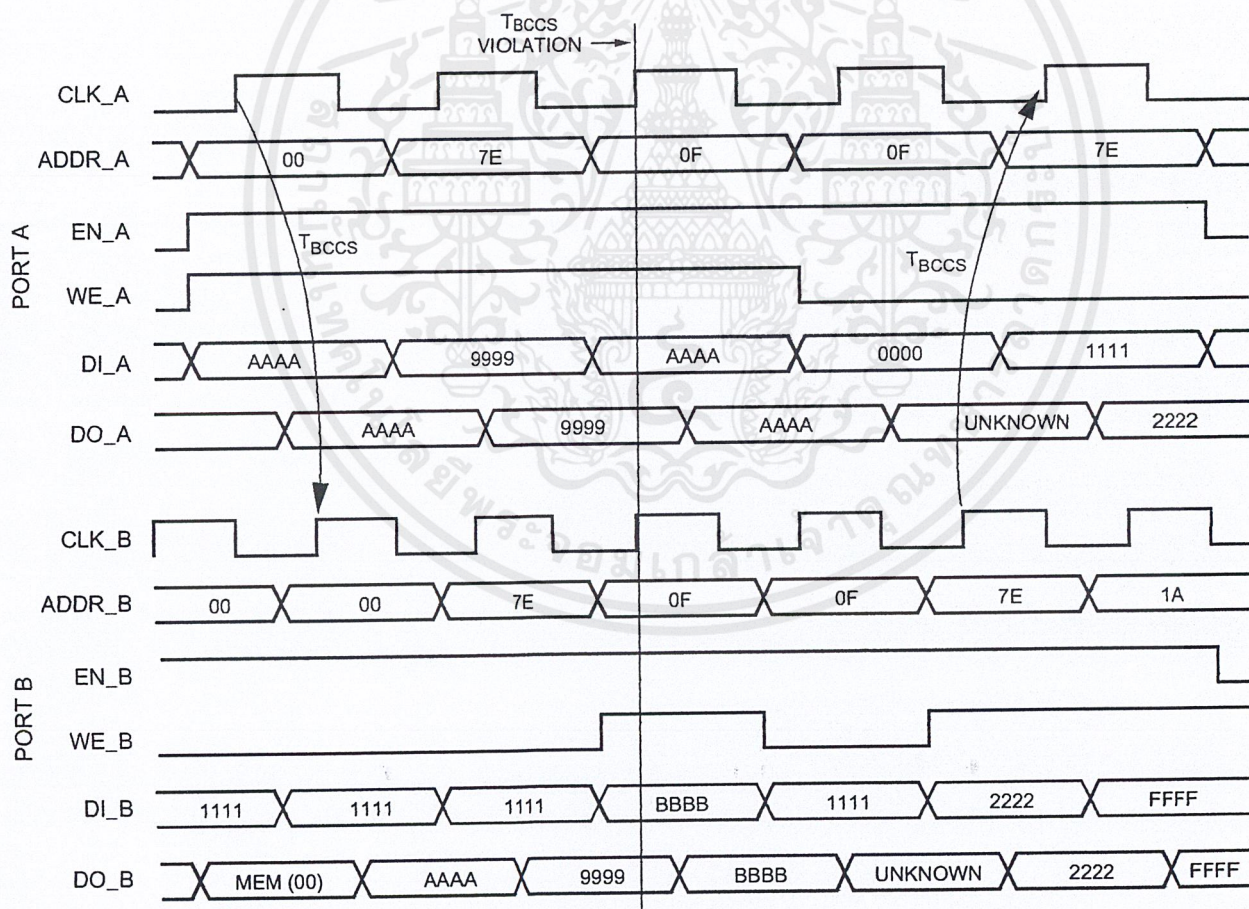 TBCCS
VIOLATION
PORT A
CLK_A
ADDR_A 00 7E 0F 0F 7E
EN_A
TBCCS TBCCS
WE_A
DI_A AAAA 9999 AAAA 0000 1111
DO_A AAAA 9999 AAAA UNKNOWN 2222
PORT B
CLK_B
ADDR_B 00 00 7E 0F 0F 7E 1A
EN_B
WE_B
DI_B 1111 1111 1111 BBBB 1111 2222 FFFF
DO_B MEM (00) AAAA 9999 BBBB UNKNOWN 2222 FFFF